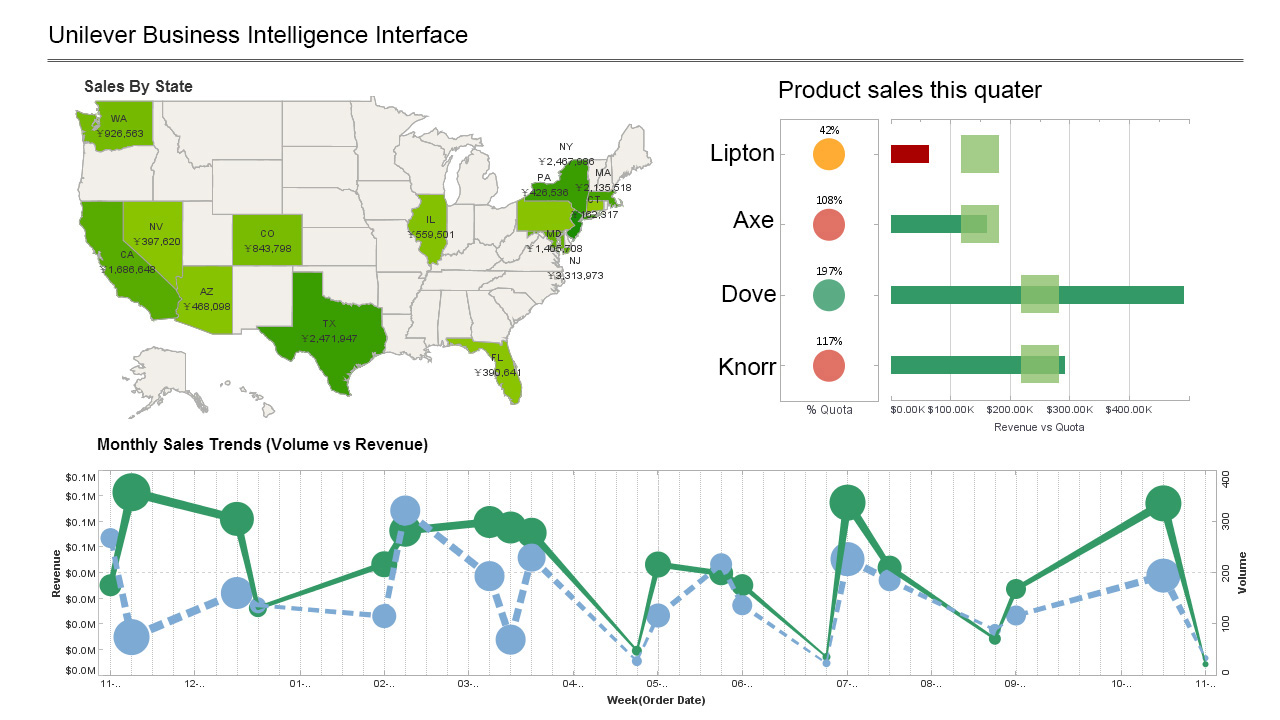 Unilever Business Intelligence Interface
Sales By State
WA
¥926,563
NV
¥397,620
CA
¥1,686,648
AZ
¥468,098
CO
¥843,798
TX
¥2,471,947
IL
¥559,501
FL
¥390,641
NY
¥2,467,986
PA
¥426,536
MA
¥2,135,518
CT
¥162,317
MD
¥1,405,708
NJ
¥3,313,973
Product sales this quater
Lipton
42%
Axe
108%
Dove
197%
Knorr
117%
% Quota
$0.00K $100.00K $200.00K $300.00K $400.00K
Revenue vs Quota
Monthly Sales Trends (Volume vs Revenue)
Revenue
$0.1M
$0.1M
$0.1M
$0.1M
$0.0M
$0.0M
$0.0M
$0.0M
$0.0M
400
300
200
100
0
Volume
11-.. 12-.. 01-.. 02-.. 03-.. 04-.. 05-.. 06-.. 07-.. 08-.. 09-.. 10-.. 11-..
Week(Order Date)